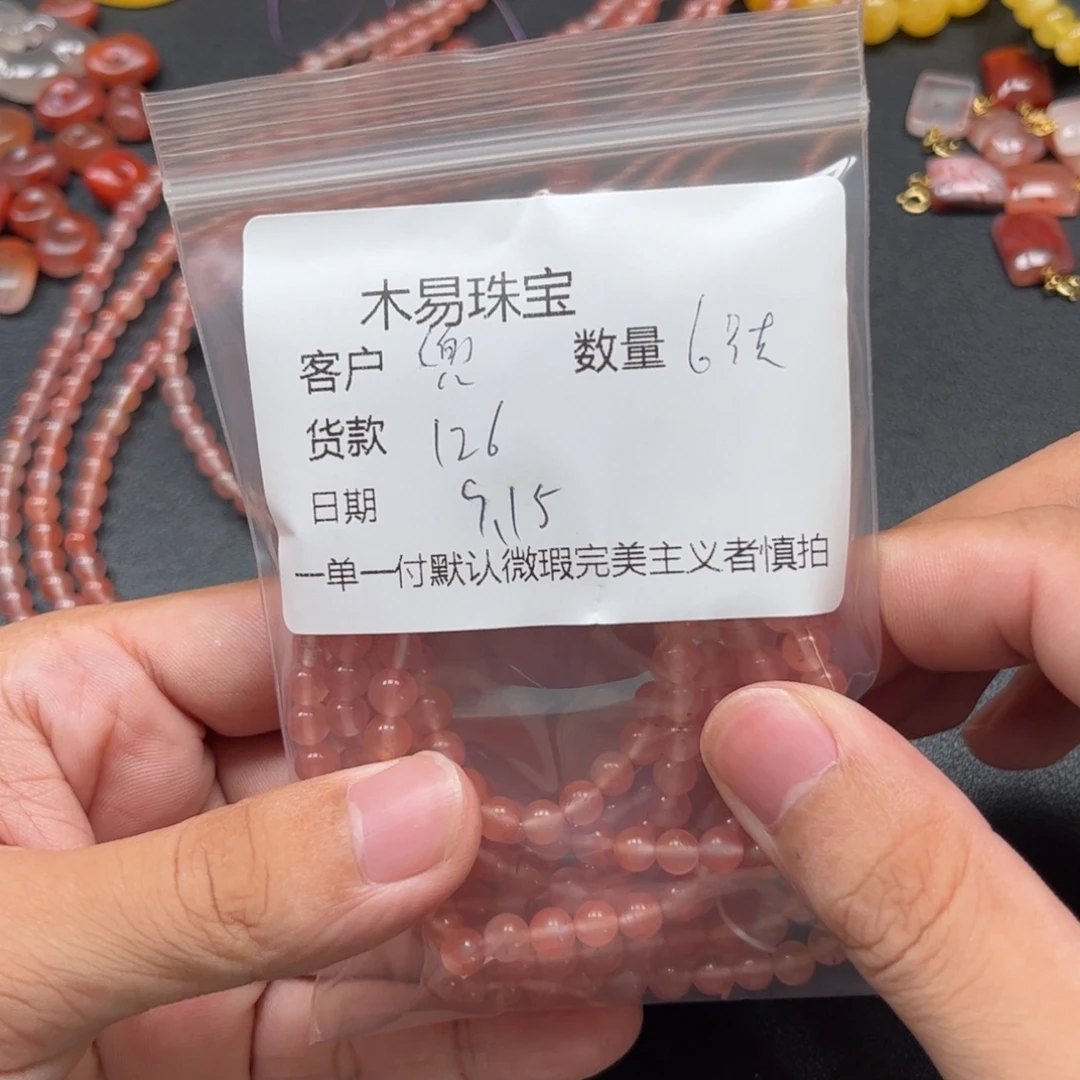 木易珠宝
客户 数量 6
货款 126
日期 9.15
一单一付默认微瑕完美主义者慎拍